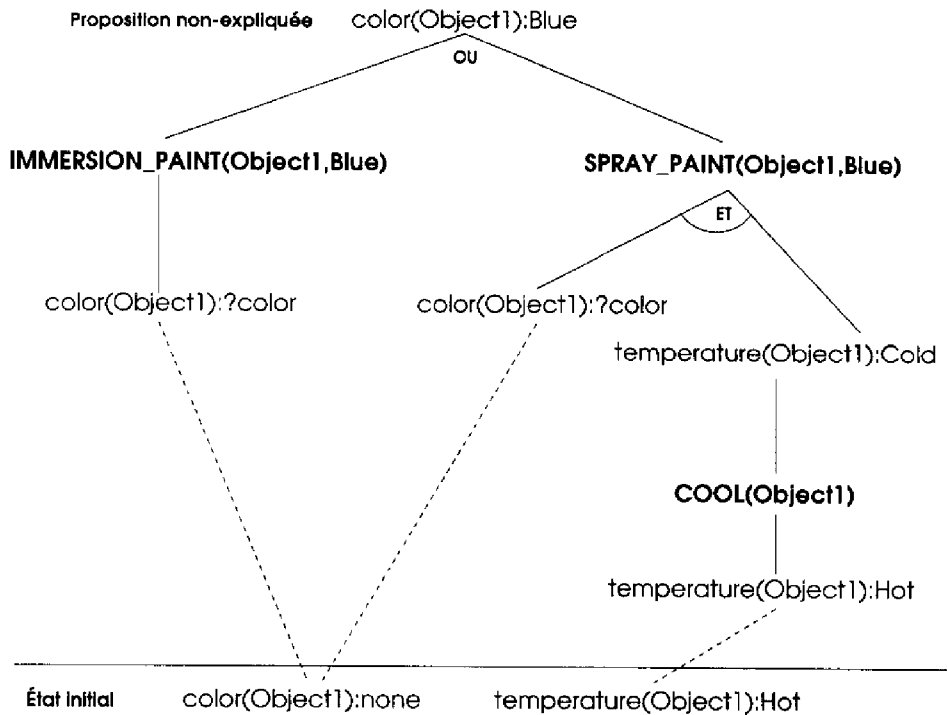 Proposition non-expliquée color(Object1):Blue
OU
IMMERSION_PAINT(Object1,Blue) SPRAY_PAINT(Object1,Blue)
ET
color(Object1):?color color(Object1):?color
temperature(Object1):Cold
COOL(Object1)
temperature(Object1):Hot
État initial color(Object1):none temperature(Object1):Hot